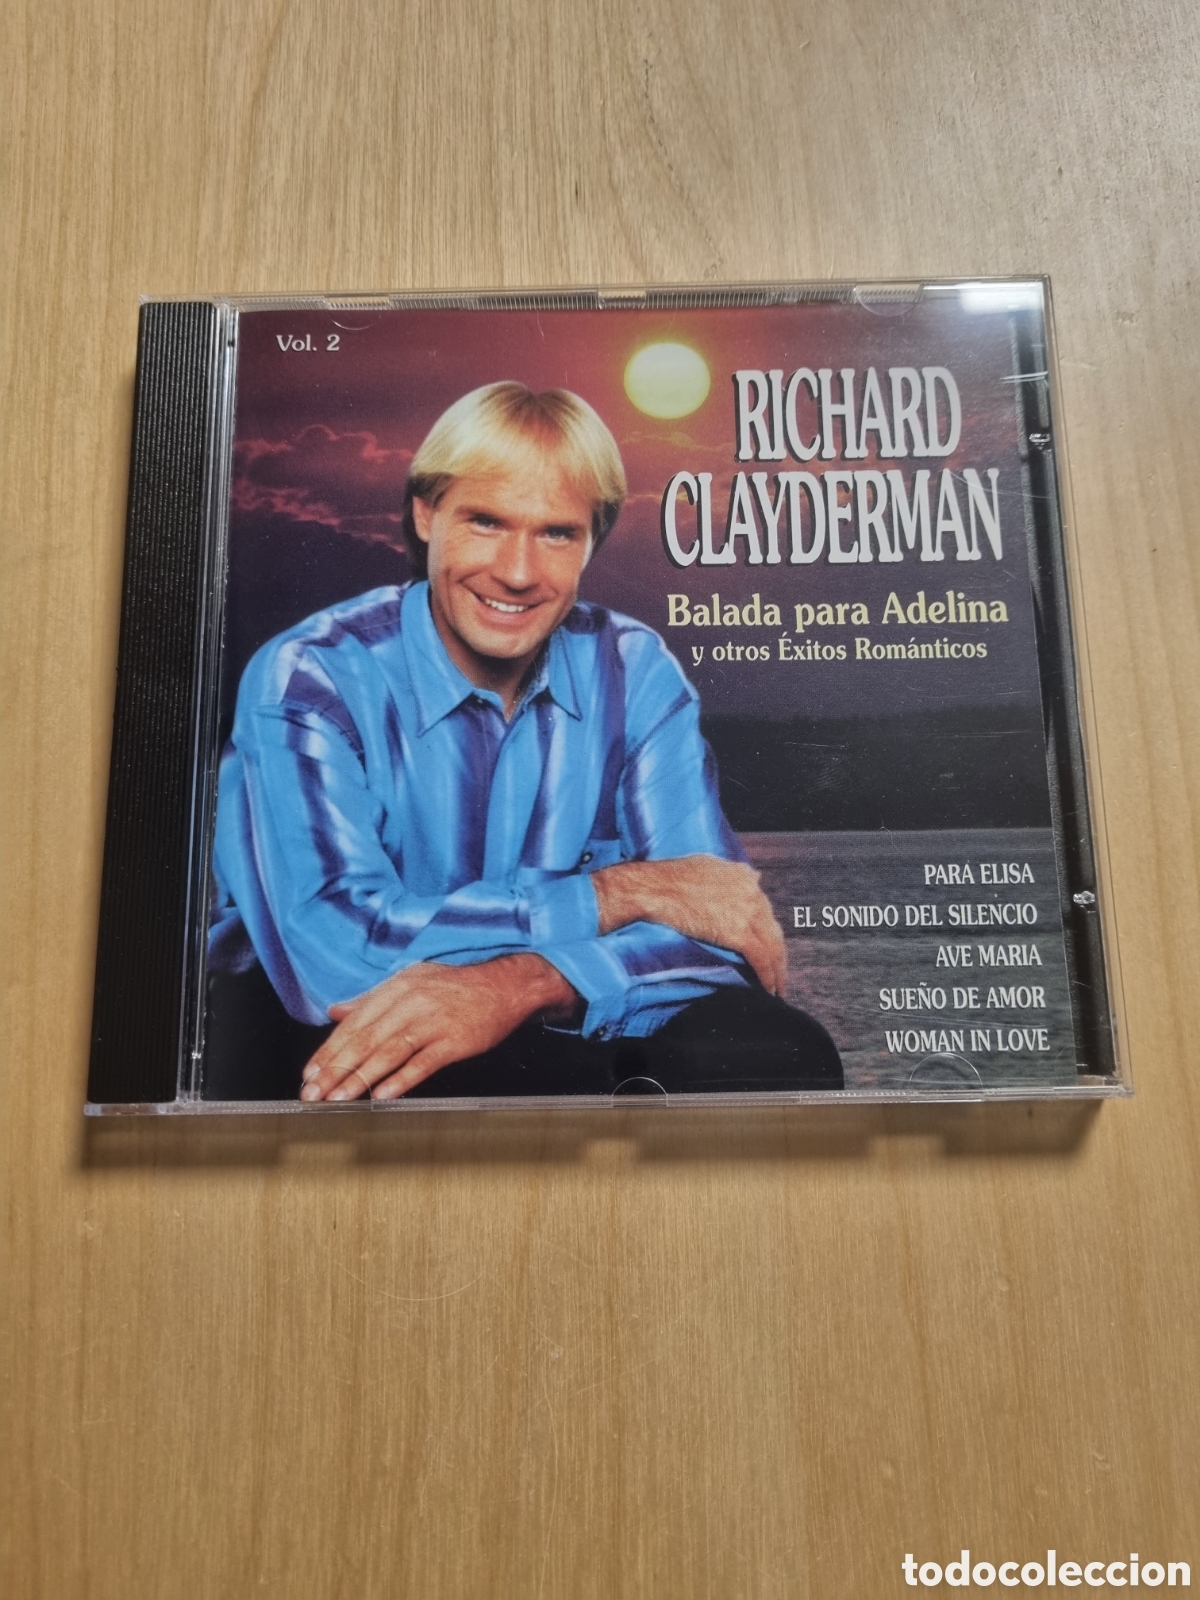 Vol. 2
RICHARD
CLAYDERMAN
Balada para Adelina
y otros Éxitos Románticos
PARA ELISA
EL SONIDO DEL SILENCIO
AVE MARIA
SUEÑO DE AMOR
WOMAN IN LOVE
todocoleccion